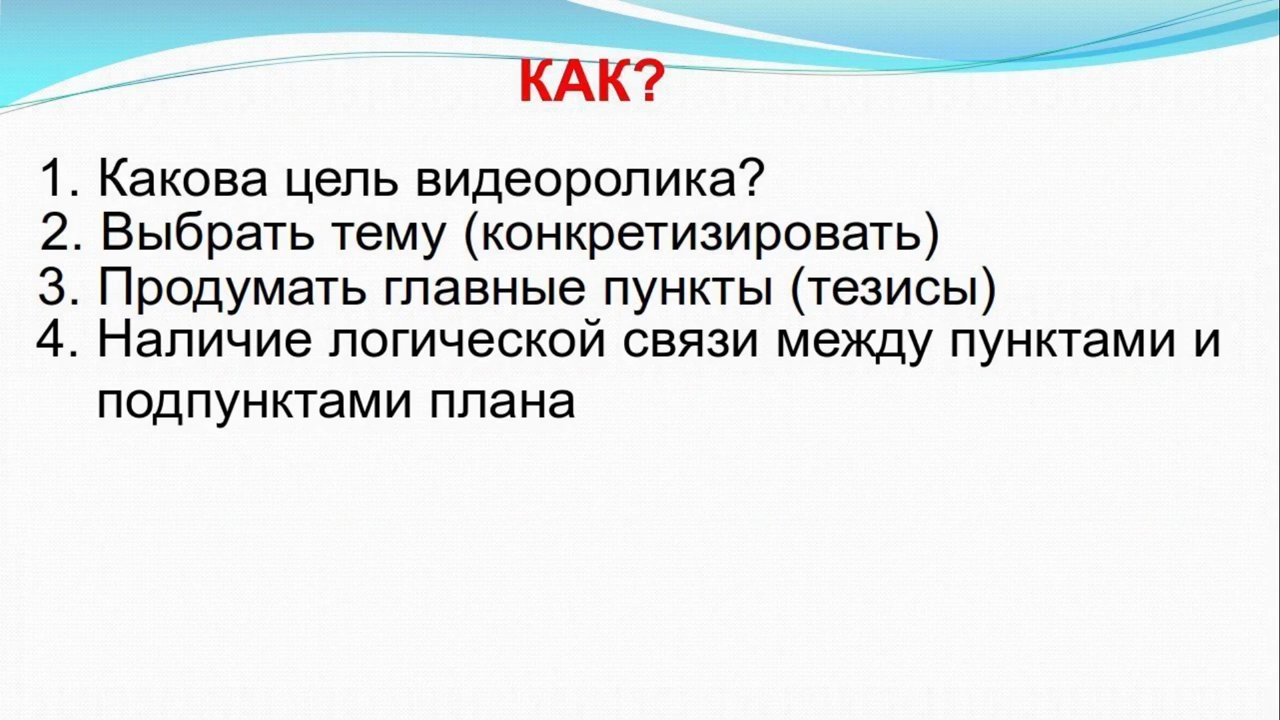 КАК?
1. Какова цель видеоролика?
2. Выбрать тему (конкретизировать)
3. Продумать главные пункты (тезисы)
4. Наличие логической связи между пунктами и
подпунктами плана